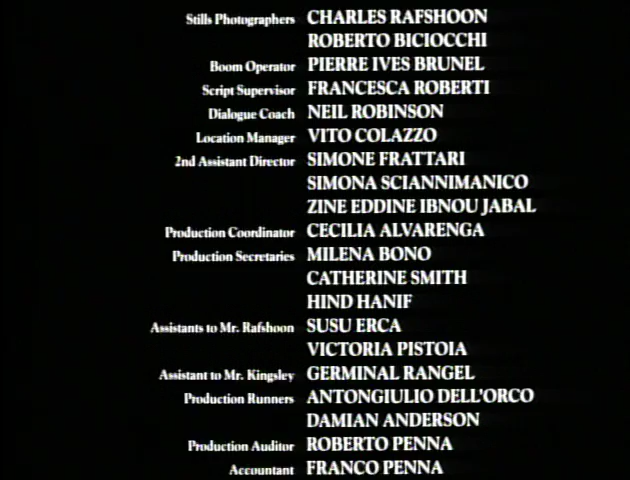 Stills Photographers CHARLES RAFSHOON
ROBERTO BICIOCCHI
Boom Operator PIERRE IVES BRUNEL
Script Supervisor FRANCESCA ROBERTI
Dialogue Coach NEIL ROBINSON
Location Manager VITO COLAZZO
2nd Assistant Director SIMONE FRATTARI
SIMONA SCIANNIMANICO
ZINE EDDINE IBNOU JABAL
Production Coordinator CECILIA ALVARENGA
Production Secretaries MILENA BONO
CATHERINE SMITH
HIND HANIF
Assistants to Mr. Rafshoon SUSU ERCA
VICTORIA PISTOIA
Assistant to Mr. Kingsley GERMINAL RANGEL
Production Runners ANTONGIULIO DELL'ORCO
DAMIAN ANDERSON
Production Auditor ROBERTO PENNA
Accountant FRANCO PENNA